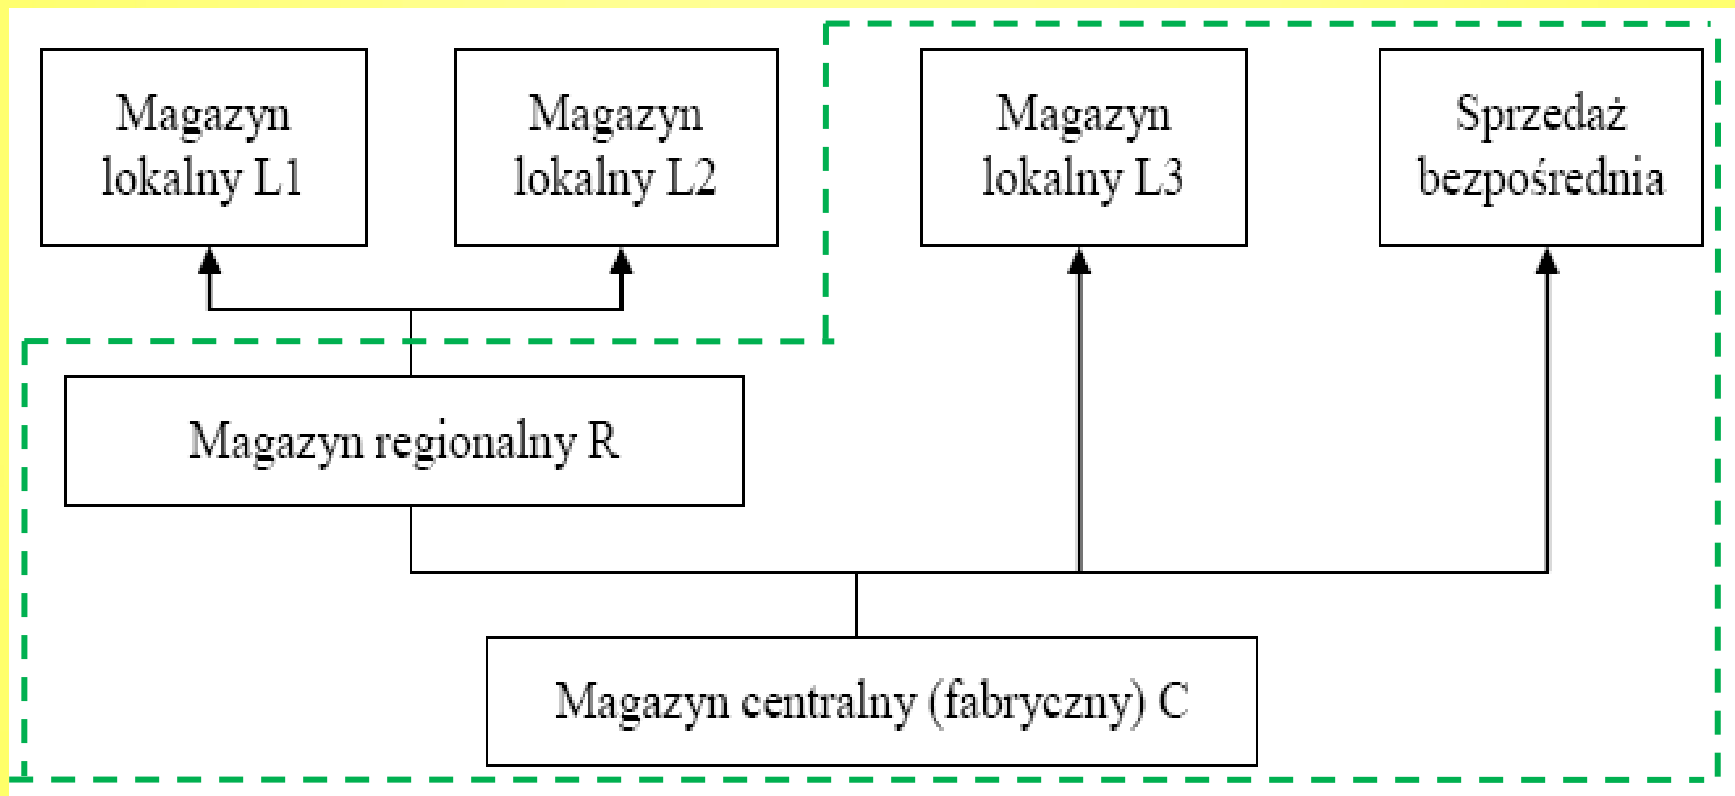 Magazyn
lokalny L1
Magazyn
lokalny L2
Magazyn
lokalny L3
Sprzedaż
bezpośrednia
Magazyn regionalny R
Magazyn centralny (fabryczny) C